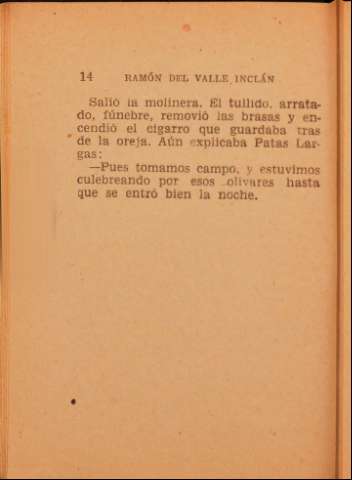 14 RAMÓN DEL VALLE INCLÁN
Salió la molinera. El tullido, arrata-
do, fúnebre, removió las brasas y en-
cendió el cigarro que guardaba tras
de la oreja. Aún explicaba Patas Lar-
gas:
—Pues tomamos campo, y estuvimos
culebreando por esos olivares hasta
que se entró bien la noche.